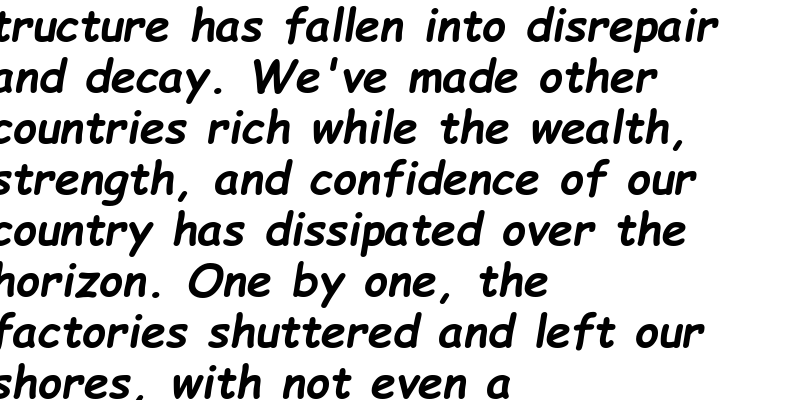 tructure has fallen into disrepair
and decay. We've made other
countries rich while the wealth,
strength, and confidence of our
country has dissipated over the
horizon. One by one, the
factories shuttered and left our
shores, with not even a